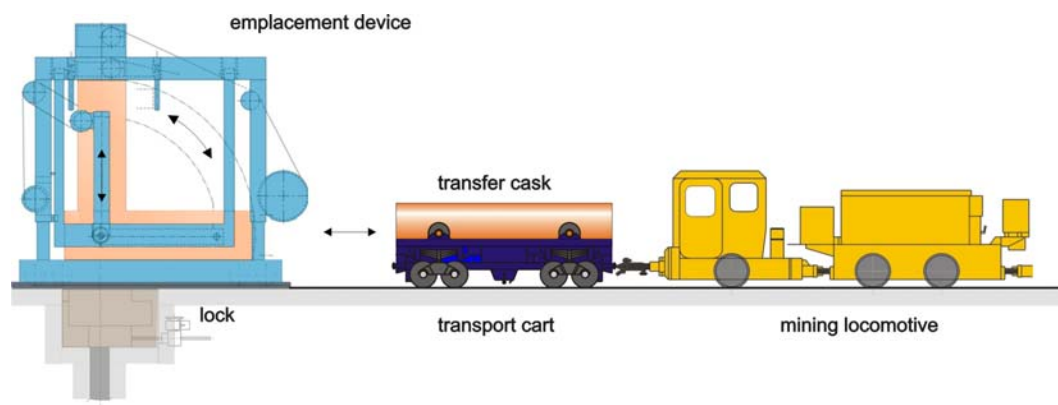 emplacement device
transfer cask
lock
transport cart
mining locomotive